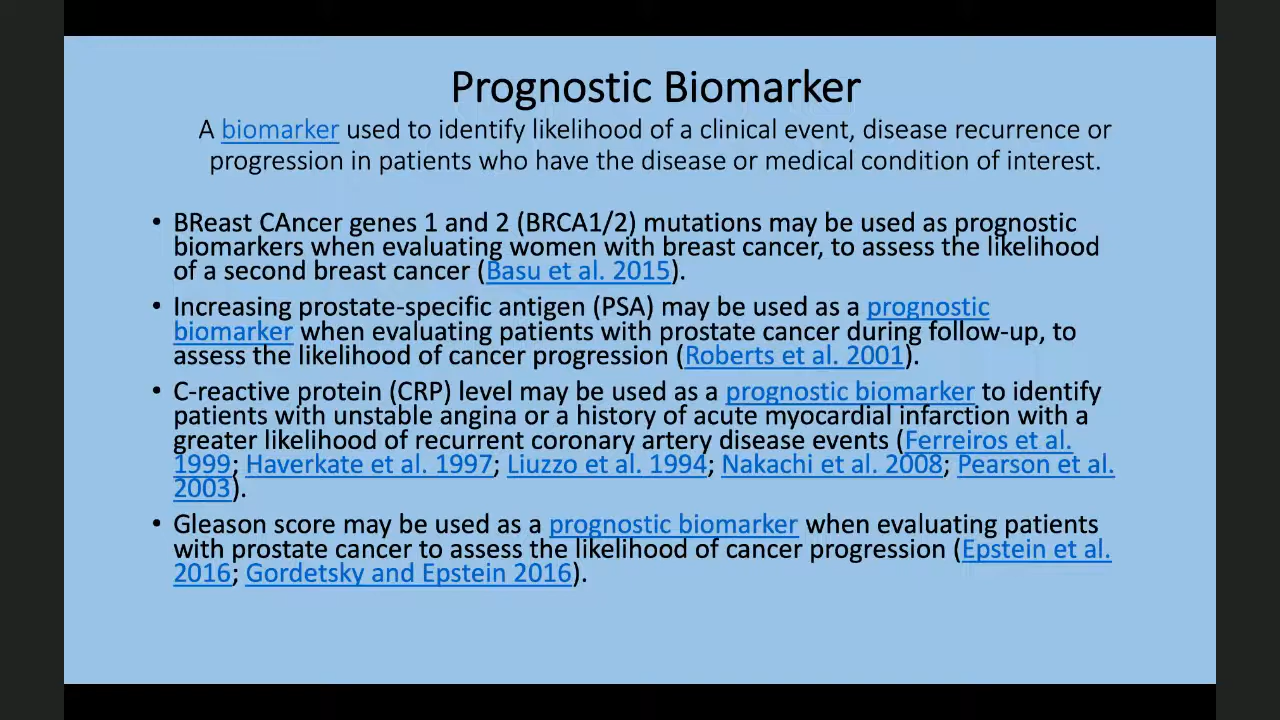 Prognostic Biomarker
A biomarker used to identify likelihood of a clinical event, disease recurrence or
progression in patients who have the disease or medical condition of interest.
• BReast CAncer genes 1 and 2 (BRCA1/2) mutations may be used as prognostic
biomarkers when evaluating women with breast cancer, to assess the likelihood
of a second breast cancer (Basu et al. 2015).
• Increasing prostate-specific antigen (PSA) may be used as a prognostic
biomarker when evaluating patients with prostate cancer during follow-up, to
assess the likelihood of cancer progression (Roberts et al. 2001).
• C-reactive protein (CRP) level may be used as a prognostic biomarker to identify
patients with unstable angina or a history of acute myocardial infarction with a
greater likelihood of recurrent coronary artery disease events (Ferreiros et al.
1999; Haverkate et al. 1997; Liuzzo et al. 1994; Nakachi et al. 2008; Pearson et al.
2003).
• Gleason score may be used as a prognostic biomarker when evaluating patients
with prostate cancer to assess the likelihood of cancer progression (Epstein et al.
2016; Gordetsky and Epstein 2016).